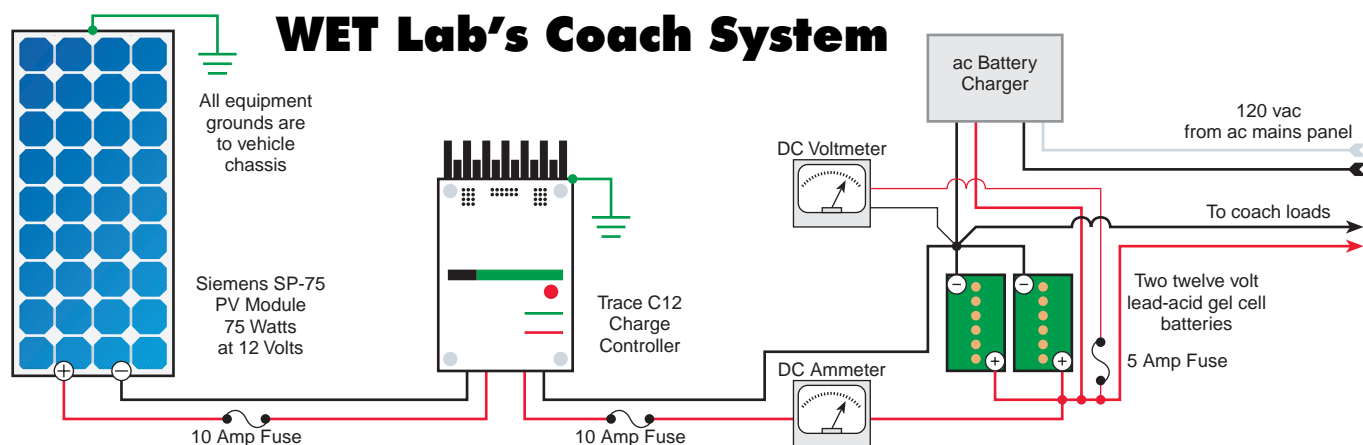 WET Lab's Coach System
All equipment
grounds are
to vehicle
chassis
Siemens SP-75
PV Module
75 Watts
at 12 Volts
+
−
10 Amp Fuse
Trace C12
Charge
Controller
10 Amp Fuse
DC Voltmeter
DC Ammeter
ac Battery
Charger
120 vac
from ac mains panel
To coach loads
−
−
+
+
Two twelve volt
lead-acid gel cell
batteries
5 Amp Fuse